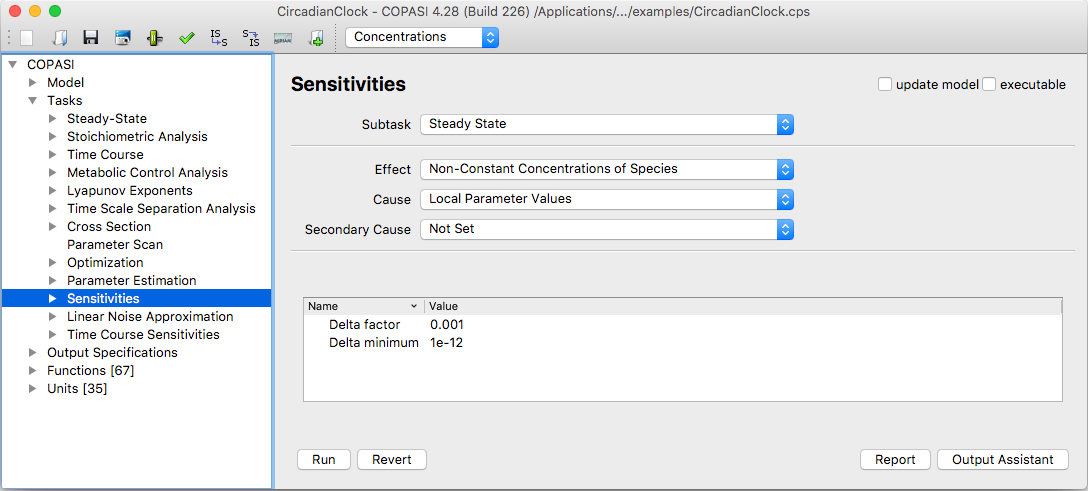 CircadianClock - COPASI 4.28 (Build 226) /Applications/.../examples/CircadianClock.cps
IS
S
S
IS
MIRIAM
Concentrations
COPASI
Model
Tasks
Steady-State
Stoichiometric Analysis
Time Course
Metabolic Control Analysis
Lyapunov Exponents
Time Scale Separation Analysis
Cross Section
Parameter Scan
Optimization
Parameter Estimation
Sensitivities
Linear Noise Approximation
Time Course Sensitivities
Output Specifications
Functions [67]
Units [35]
Sensitivities
update model executable
Subtask Steady State
Effect Non-Constant Concentrations of Species
Cause Local Parameter Values
Secondary Cause Not Set
Name Value
Delta factor 0.001
Delta minimum 1e-12
Run Revert Report Output Assistant